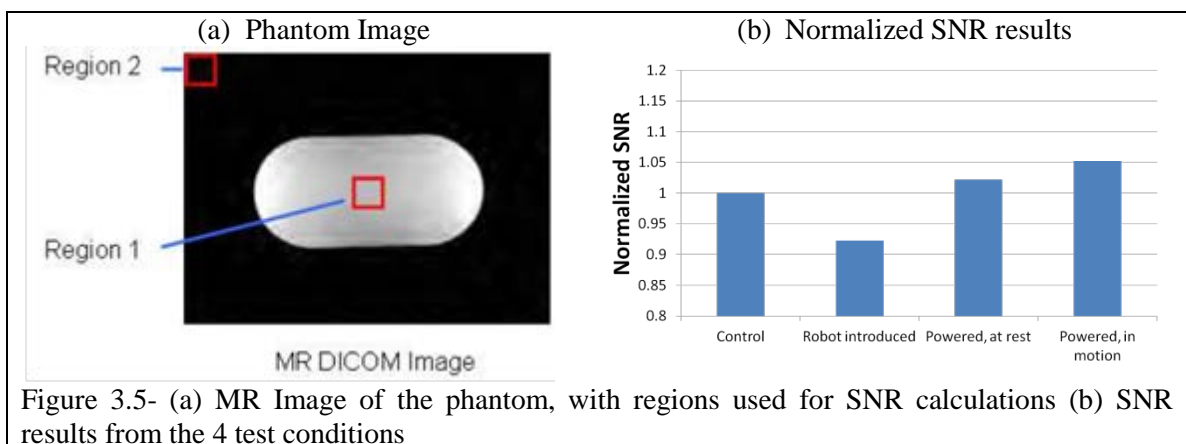 (a) Phantom Image
(b) Normalized SNR results
Region 2
Region 1
MR DICOM Image
Normalized SNR
1.2
1.15
1.1
1.05
1
0.95
0.9
0.85
0.8
Control
Robot introduced
Powered, at rest
Powered, in
motion
Figure 3.5- (a) MR Image of the phantom, with regions used for SNR calculations (b) SNR
results from the 4 test conditions